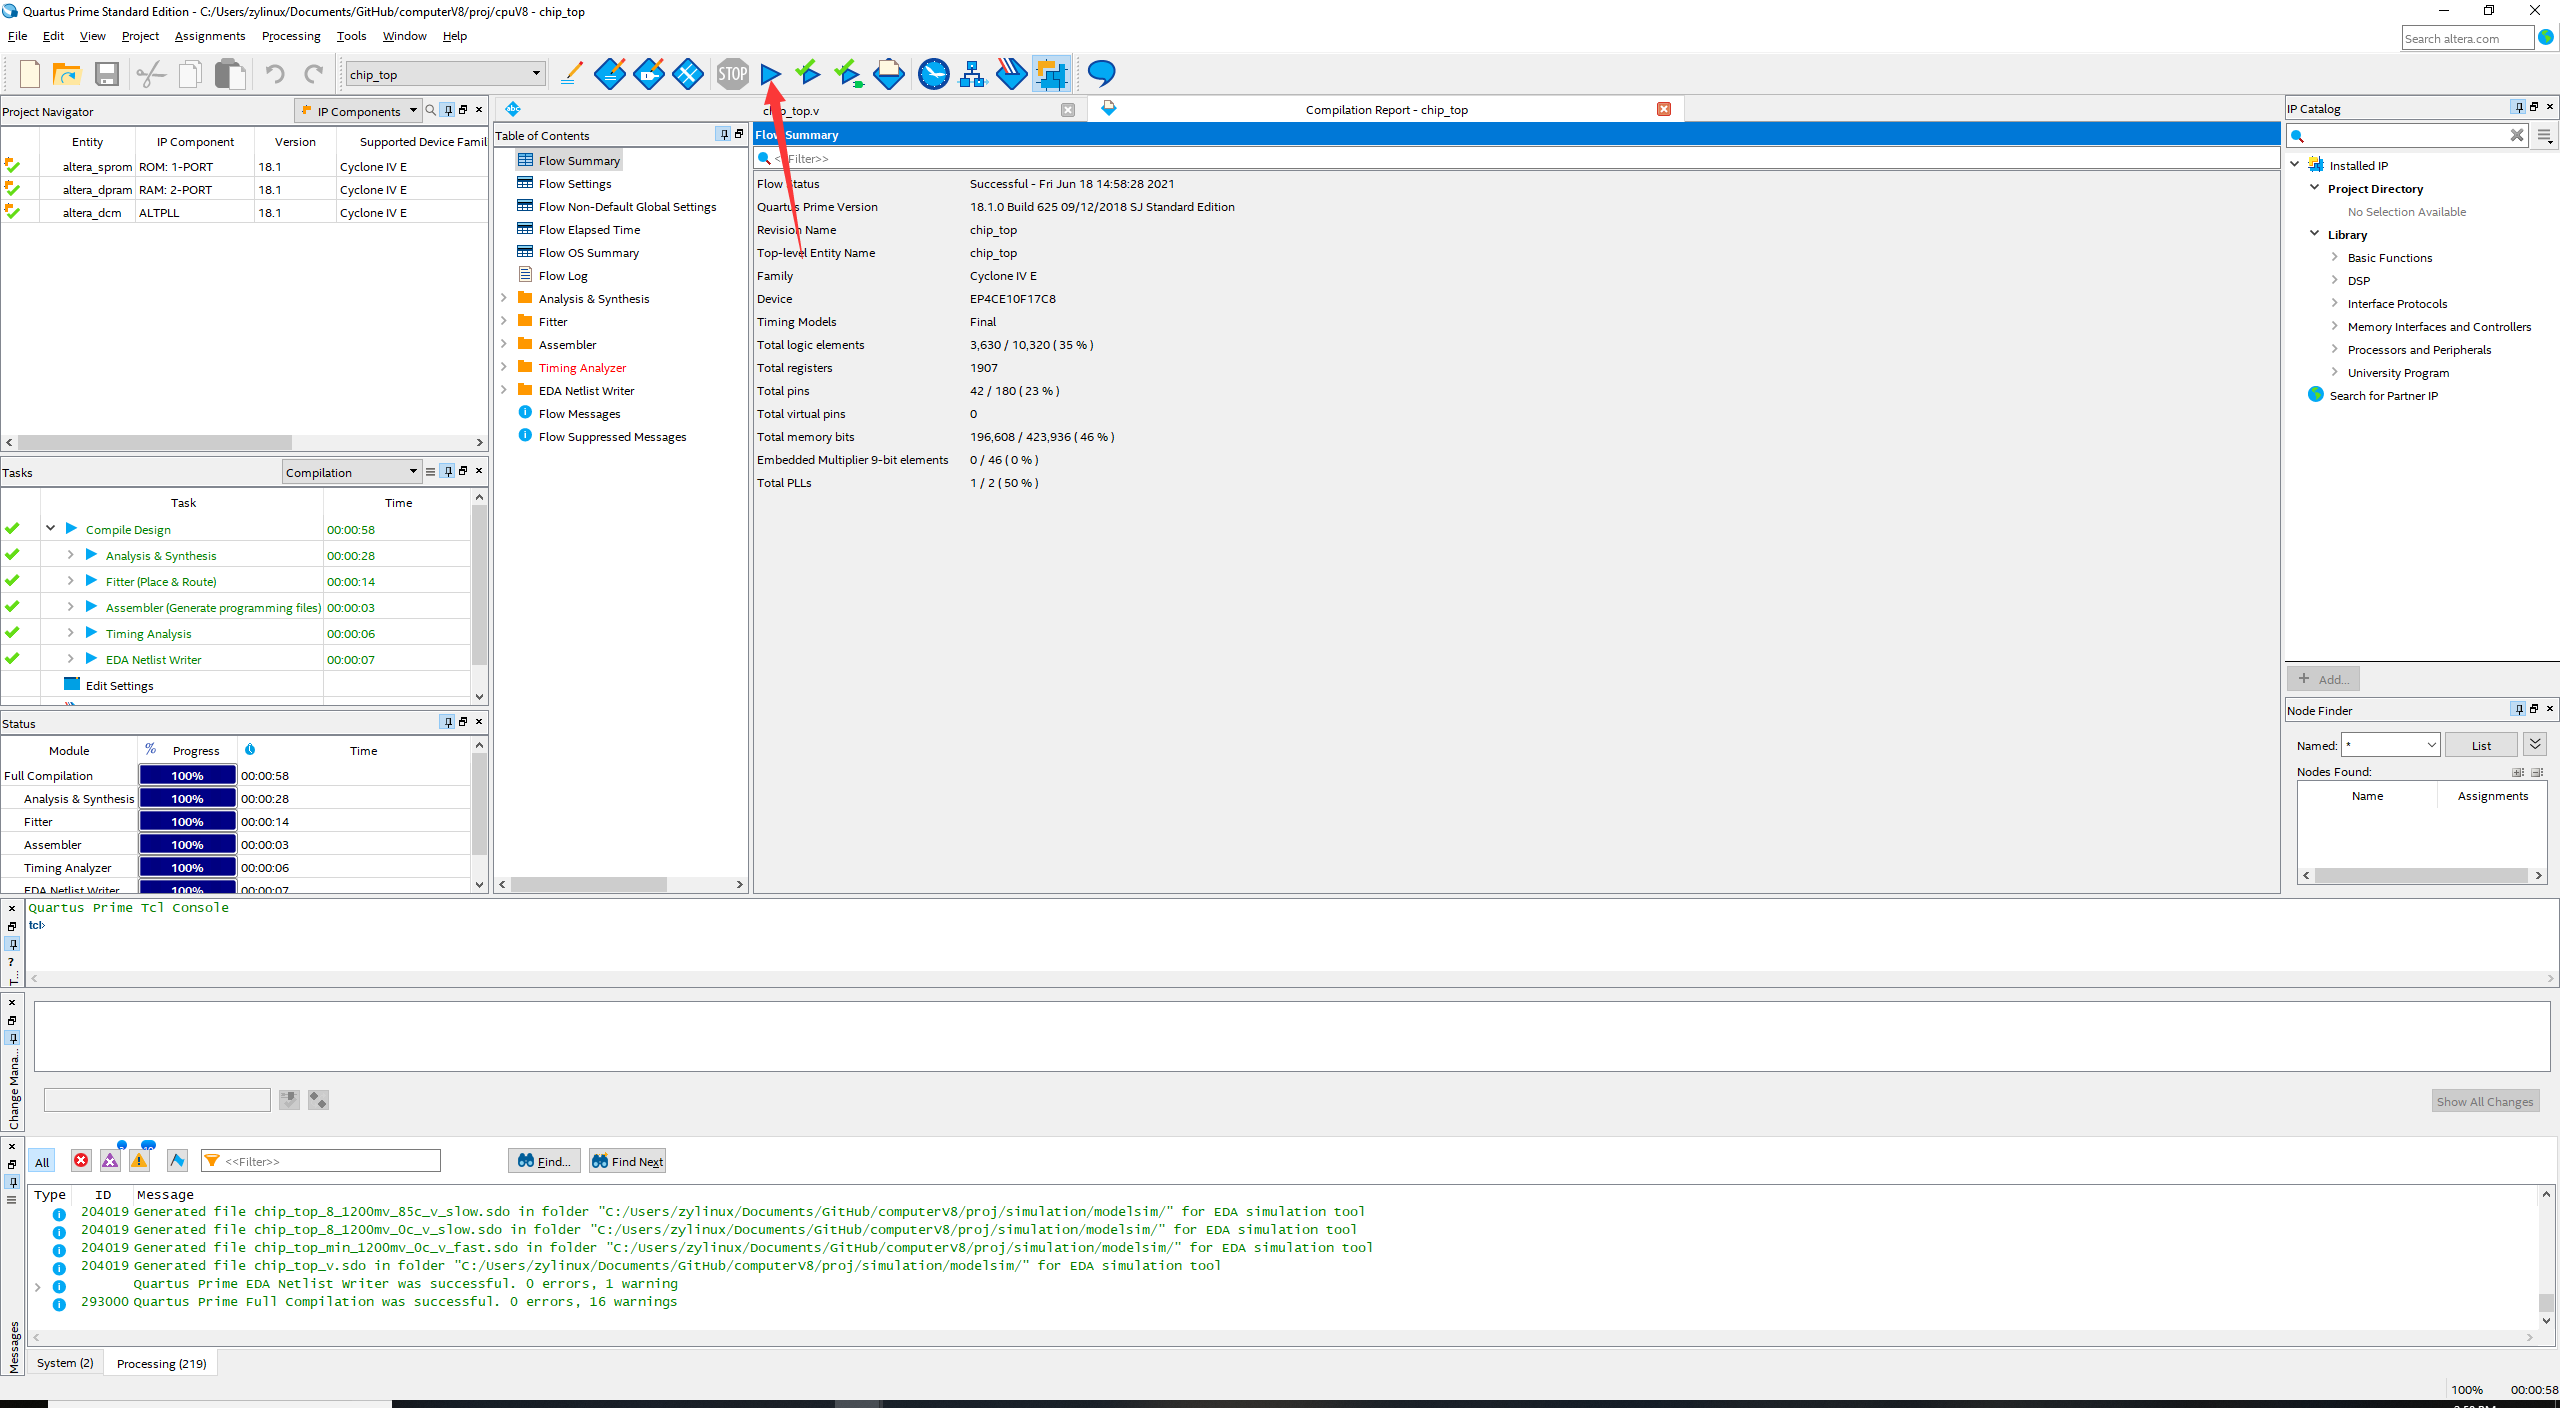 Quartus Prime Standard Edition - C:/Users/zylinux/Documents/GitHub/computerV8/proj/cpuV8 - chip_top
File Edit View Project Assignments Processing Tools Window Help
Search altera.com
chip_top
STOP
Project Navigator
IP Components
Entity IP Component Version Supported Device Famil
altera_sprom ROM: 1-PORT 18.1 Cyclone IV E
altera_dpram RAM: 2-PORT 18.1 Cyclone IV E
altera_dcm ALTPLL 18.1 Cyclone IV E
Tasks
Compilation
Task Time
Compile Design 00:00:58
Analysis & Synthesis 00:00:28
Fitter (Place & Route) 00:00:14
Assembler (Generate programming files) 00:00:03
Timing Analysis 00:00:06
EDA Netlist Writer 00:00:07
Edit Settings
Status
Module % Progress Time
Full Compilation 100% 00:00:58
Analysis & Synthesis 100% 00:00:28
Fitter 100% 00:00:14
Assembler 100% 00:00:03
Timing Analyzer 100% 00:00:06
EDA Netlist Writer 100% 00:00:07
abc
_top.v
Compilation Report - chip_top
Table of Contents
Flow Summary
Flow Settings
Flow Non-Default Global Settings
Flow Elapsed Time
Flow OS Summary
Flow Log
Analysis & Synthesis
Fitter
Assembler
Timing Analyzer
EDA Netlist Writer
Flow Messages
Flow Suppressed Messages
Flow Summary
<<Filter>>
Flow Status Successful - Fri Jun 18 14:58:28 2021
Quartus Prime Version 18.1.0 Build 625 09/12/2018 SJ Standard Edition
Revision Name chip_top
Top-level Entity Name chip_top
Family Cyclone IV E
Device EP4CE10F17C8
Timing Models Final
Total logic elements 3,630 / 10,320 ( 35 % )
Total registers 1907
Total pins 42 / 180 ( 23 % )
Total virtual pins 0
Total memory bits 196,608 / 423,936 ( 46 % )
Embedded Multiplier 9-bit elements 0 / 46 ( 0 % )
Total PLLs 1 / 2 ( 50 % )
IP Catalog
Installed IP
Project Directory
No Selection Available
Library
Basic Functions
DSP
Interface Protocols
Memory Interfaces and Controllers
Processors and Peripherals
University Program
Search for Partner IP
+ Add...
Node Finder
Named: * List
Nodes Found:
Name Assignments
Quartus Prime Tcl Console
tcl>
T...
Change Mana...
Show All Changes
All
<<Filter>>
Find...
Find Next
Type ID Message
204019 Generated file chip_top_8_1200mv_85c_v_slow.sdo in folder "C:/Users/zylinux/Documents/GitHub/computerV8/proj/simulation/modelsim/" for EDA simulation tool
204019 Generated file chip_top_8_1200mv_0c_v_slow.sdo in folder "C:/Users/zylinux/Documents/GitHub/computerV8/proj/simulation/modelsim/" for EDA simulation tool
204019 Generated file chip_top_min_1200mv_0c_v_fast.sdo in folder "C:/Users/zylinux/Documents/GitHub/computerV8/proj/simulation/modelsim/" for EDA simulation tool
204019 Generated file chip_top_v.sdo in folder "C:/Users/zylinux/Documents/GitHub/computerV8/proj/simulation/modelsim/" for EDA simulation tool
Quartus Prime EDA Netlist Writer was successful. 0 errors, 1 warning
293000 Quartus Prime Full Compilation was successful. 0 errors, 16 warnings
Messages
System (2) Processing (219)
100% 00:00:58